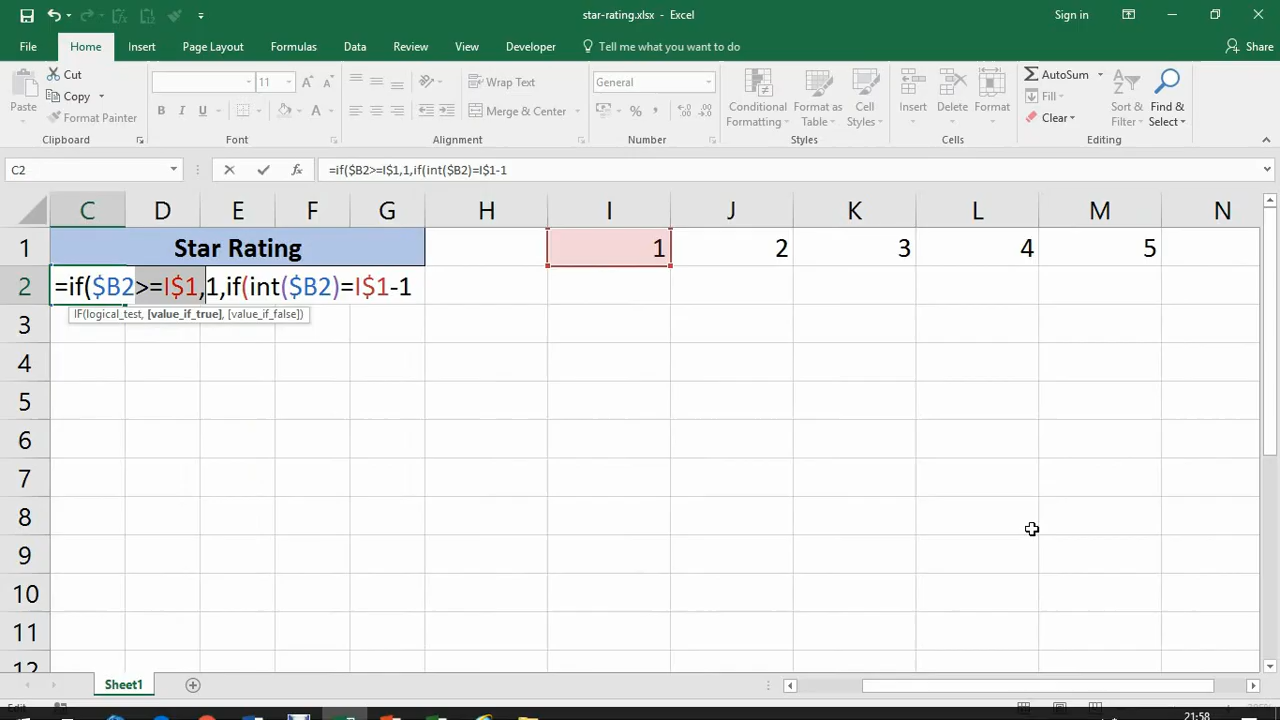 star-rating.xlsx - Excel
Sign in
File Home Insert Page Layout Formulas Data Review View Developer Tell me what you want to do Share
Paste
Cut
Copy
Format Painter
Clipboard
11
A A
B I U
A
Font
Wrap Text
Merge & Center
Alignment
General
%
Number
Conditional Formatting
Format as Table
Cell Styles
Styles
Insert
Delete
Format
Cells
AutoSum
Fill
Clear
Sort & Filter
Find & Select
Editing
C2
fx
=if($B2>=I$1,1,if(int($B2)=I$1-1
C D E F G H I J K L M N
1 Star Rating 1 2 3 4 5
2 =if($B2>=I$1,1,if(int($B2)=I$1-1
IF(logical_test, [value_if_true], [value_if_false])
3
4
5
6
7
8
9
10
11
12
Sheet1
Edit
21:58